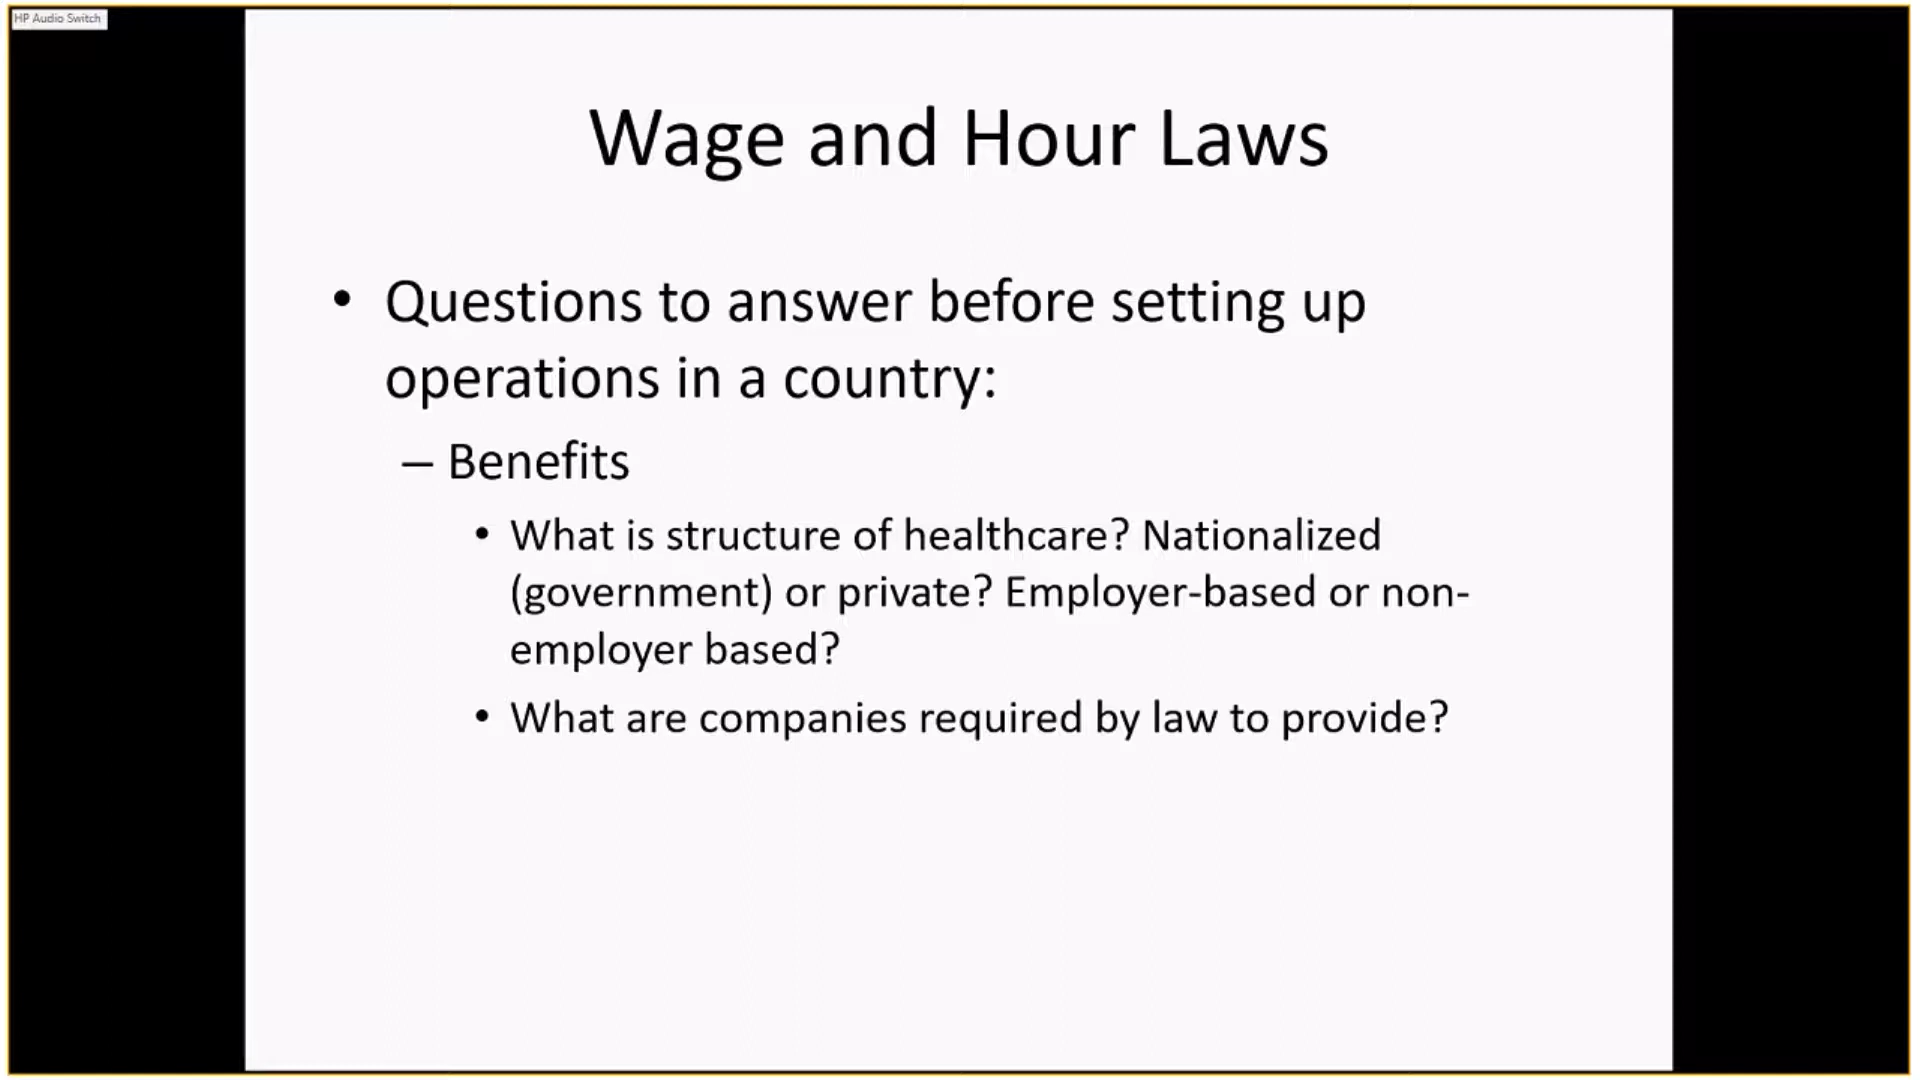 HP Audio Switch
Wage and Hour Laws
• Questions to answer before setting up
operations in a country:
– Benefits
• What is structure of healthcare? Nationalized
(government) or private? Employer-based or non-
employer based?
• What are companies required by law to provide?